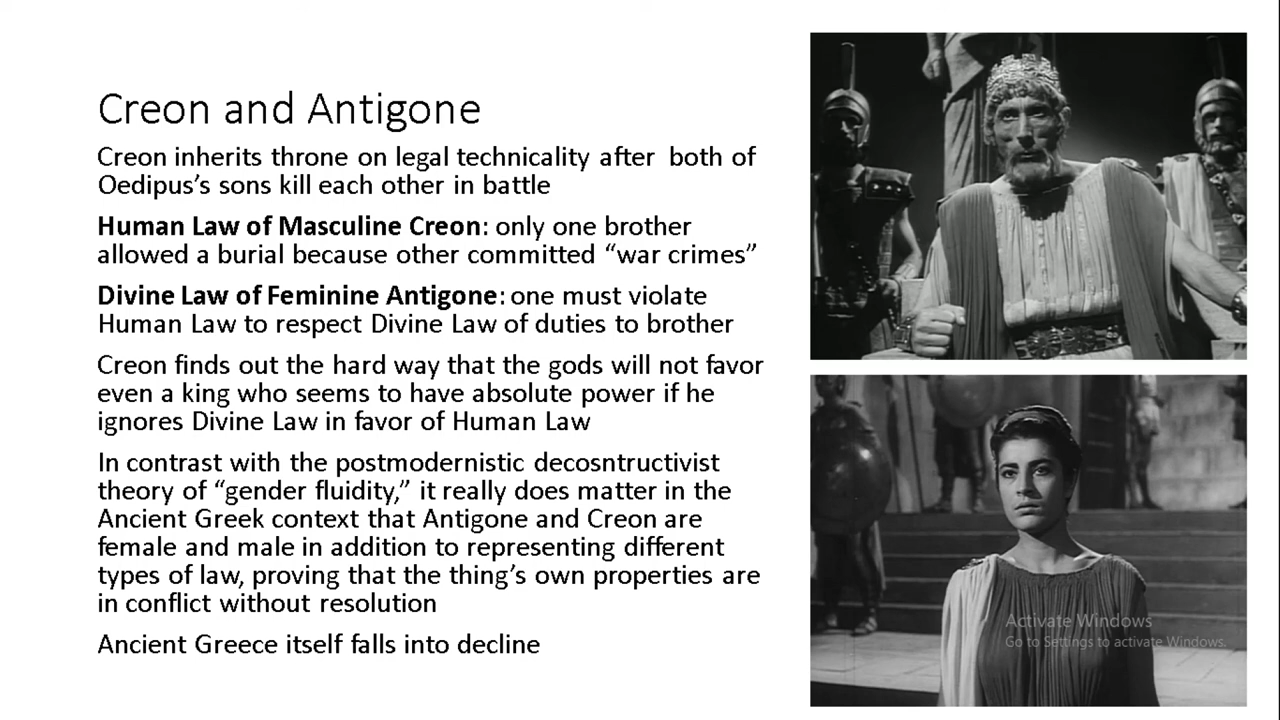 Creon and Antigone
Creon inherits throne on legal technicality after both of
Oedipus's sons kill each other in battle
Human Law of Masculine Creon: only one brother
allowed a burial because other committed “war crimes”
Divine Law of Feminine Antigone: one must violate
Human Law to respect Divine Law of duties to brother
Creon finds out the hard way that the gods will not favor
even a king who seems to have absolute power if he
ignores Divine Law in favor of Human Law
In contrast with the postmodernistic decosntructivist
theory of “gender fluidity,” it really does matter in the
Ancient Greek context that Antigone and Creon are
female and male in addition to representing different
types of law, proving that the thing's own properties are
in conflict without resolution
Ancient Greece itself falls into decline
Activate Windows
Go to Settings to activate Windows.